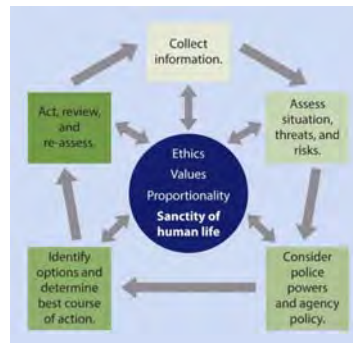 Collect
information.
Assess
situation,
threats, and
risks.
Consider
police
powers
and agency
policy.
Identify
options and
determine
best course
of action.
Act, review,
and
re-assess.
Ethics
Values
Proportionality
Sanctity of
human life